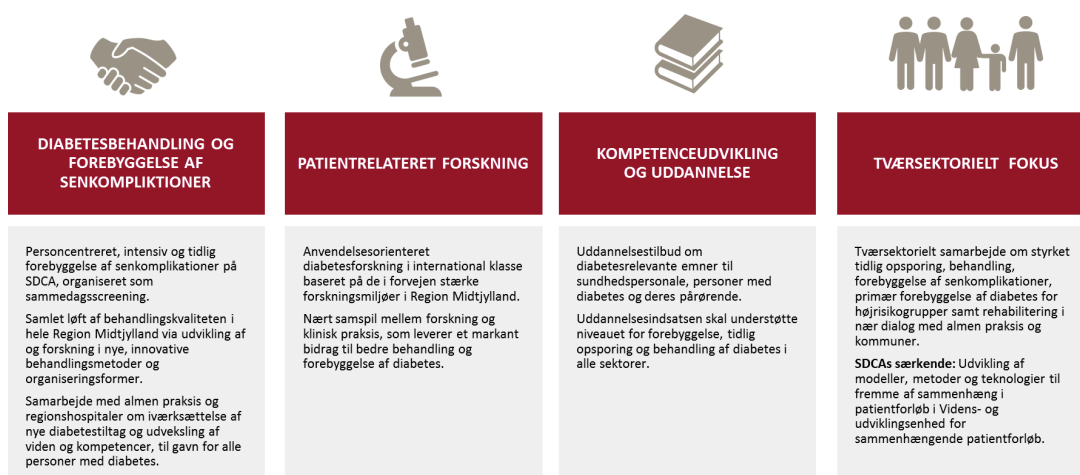 DIABETESBEHANDLING OG
FOREBYGGELSE AF
SENKOMPLIKTIONER
Personcentreret, intensiv og tidlig
forebyggelse af senkomplikationer på
SDCA, organiseret som
sammedagsscreening.
Samlet løft af behandlingskvaliteten i
hele Region Midtjylland via udvikling af
og forskning i nye, innovative
behandlingsmetoder og
organiseringsformer.
Samarbejde med almen praksis og
regionshospitaler om iværksættelse af
nye diabetestiltag og udveksling af
viden og kompetencer, til gavn for alle
personer med diabetes.
PATIENTRELATERET FORSKNING
Anvendelsesorienteret
diabetesforskning i international klasse
baseret på de i forvejen stærke
forskningsmiljøer i Region Midtjylland.
Nært samspil mellem forskning og
klinisk praksis, som leverer et markant
bidrag til bedre behandling og
forebyggelse af diabetes.
KOMPETENCEUDVIKLING
OG UDDANNELSE
Uddannelsestilbud om
diabetesrelevante emner til
sundhedspersonale, personer med
diabetes og deres pårørende.
Uddannelsesindsatsen skal understøtte
niveauet for forebyggelse, tidlig
opsporing og behandling af diabetes i
alle sektorer.
TVÆRSEKTORIELT FOKUS
Tværsektorielt samarbejde om styrket
tidlig opsporing, behandling,
forebyggelse af senkomplikationer,
primær forebyggelse af diabetes for
højrisikogrupper samt rehabilitering i
nær dialog med almen praksis og
kommuner.
SDCAs særkende: Udvikling af
modeller, metoder og teknologier til
fremme af sammenhæng i
patientforløb i Videns- og
udviklingsenhed for
sammenhængende patientforløb.